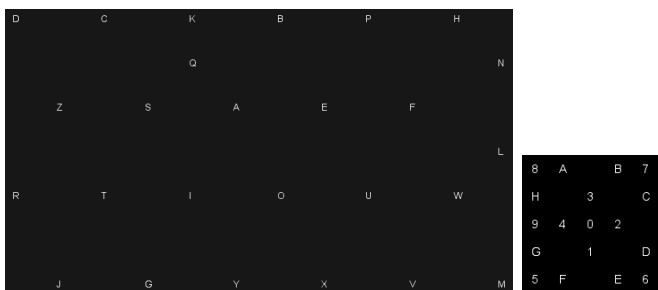 D C K B P H
Q N
Z S A E F
L
R T I O U W
J G Y X V M
8 A B 7
H 3 C
9 4 0 2
G 1 D
5 F E 6